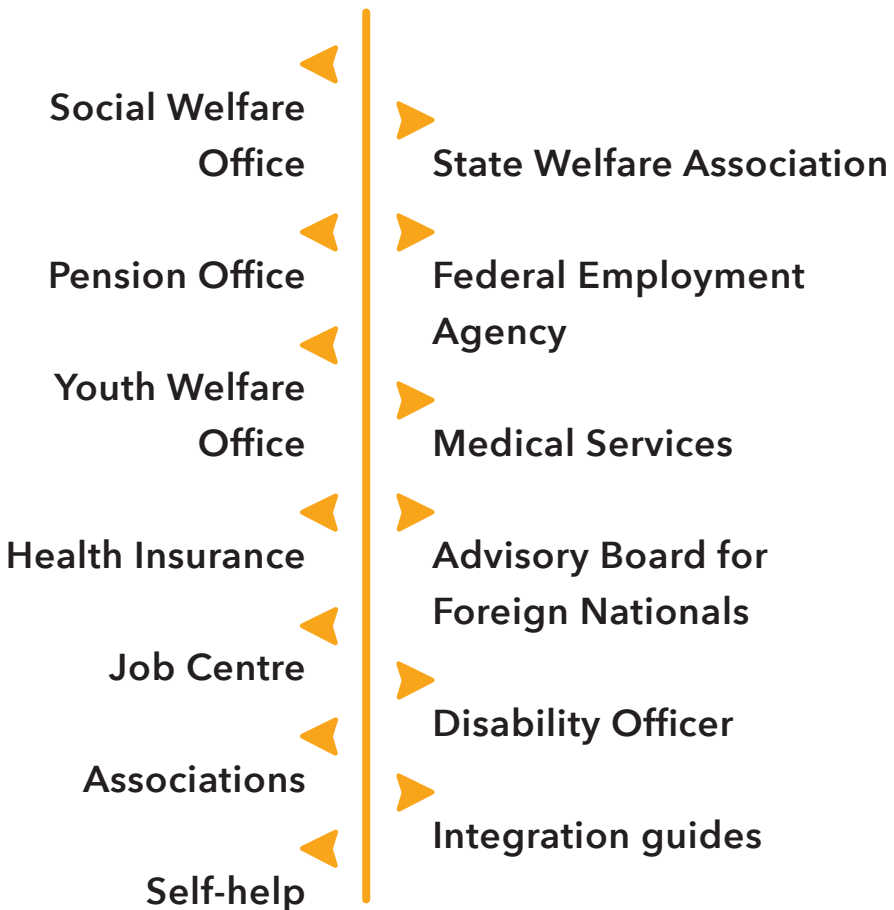 Social Welfare
Office
State Welfare Association
Pension Office
Federal Employment
Agency
Youth Welfare
Office
Medical Services
Health Insurance
Advisory Board for
Foreign Nationals
Job Centre
Disability Officer
Associations
Integration guides
Self-help